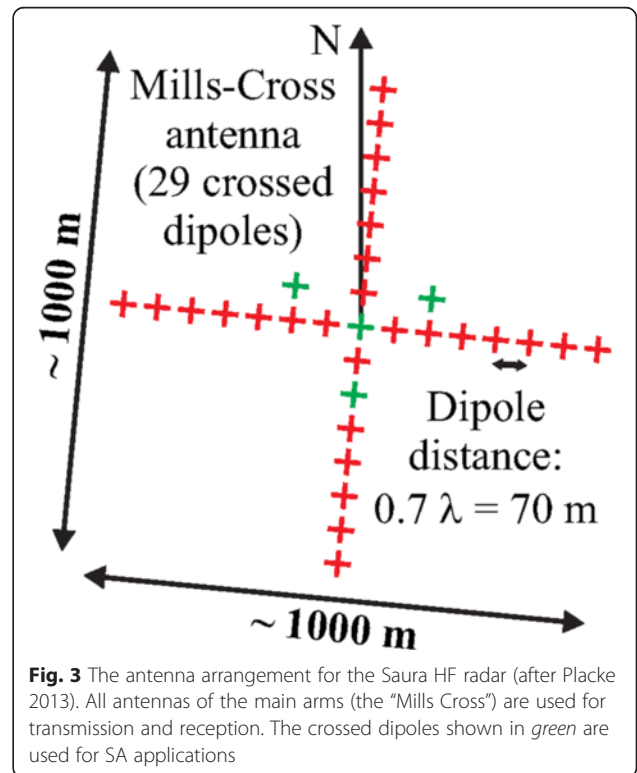 N
Mills-Cross
antenna
(29 crossed
dipoles)
~ 1000 m
Dipole
distance:
0.7 λ = 70 m
~ 1000 m
Fig. 3 The antenna arrangement for the Saura HF radar (after Placke
2013). All antennas of the main arms (the “Mills Cross”) are used for
transmission and reception. The crossed dipoles shown in green are
used for SA applications